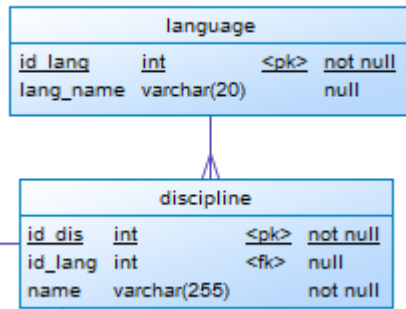 language
id_lang int <pk> not null
lang_name varchar(20) null
discipline
id_dis int <pk> not null
id_lang int <fk> null
name varchar(255) not null